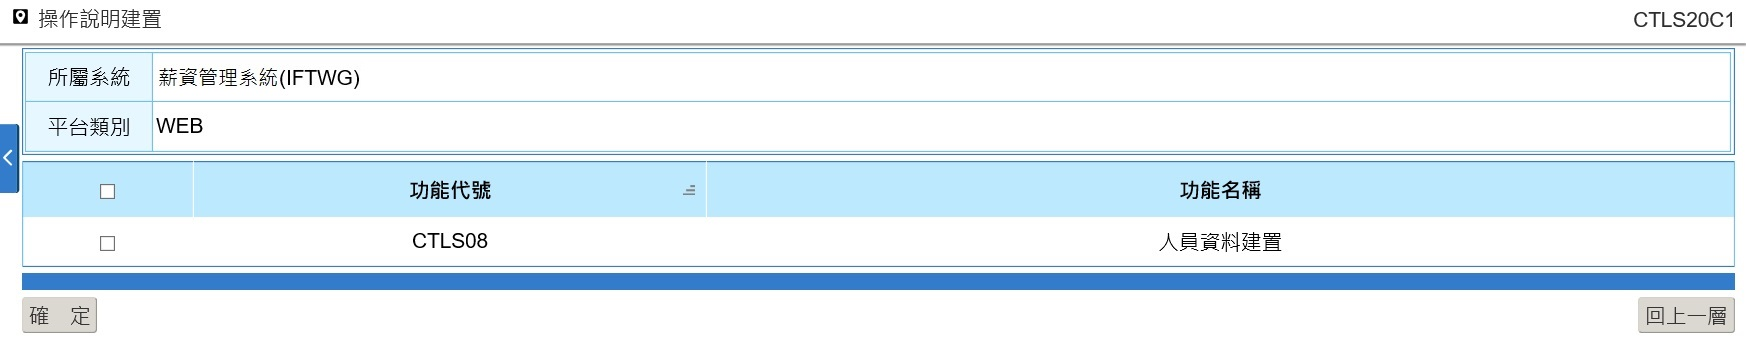 操作說明建置 CTLS20C1
所屬系統 薪資管理系統(IFTWG)
平台類別 WEB
功能代號 功能名稱
CTLS08 人員資料建置
確 定 回上一層